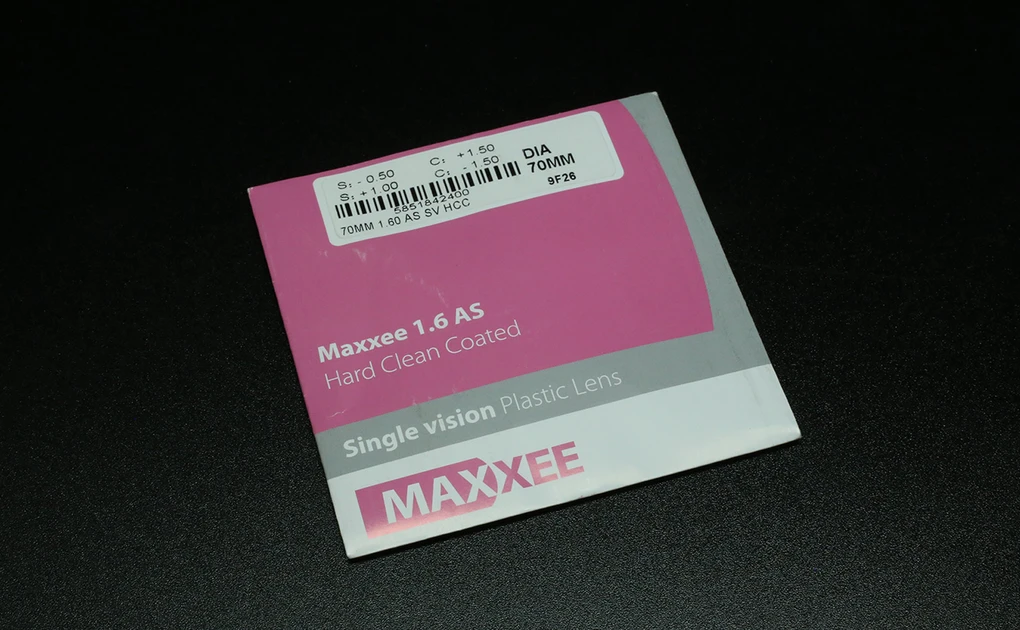 S: - 0.50 C: +1.50
S: +1.00 C: - 1.50
DIA
70MM
5851842400
9F26
70MM 1.60 AS SV HCC
Maxxee 1.6 AS
Hard Clean Coated
Single vision Plastic Lens
MAXXEE